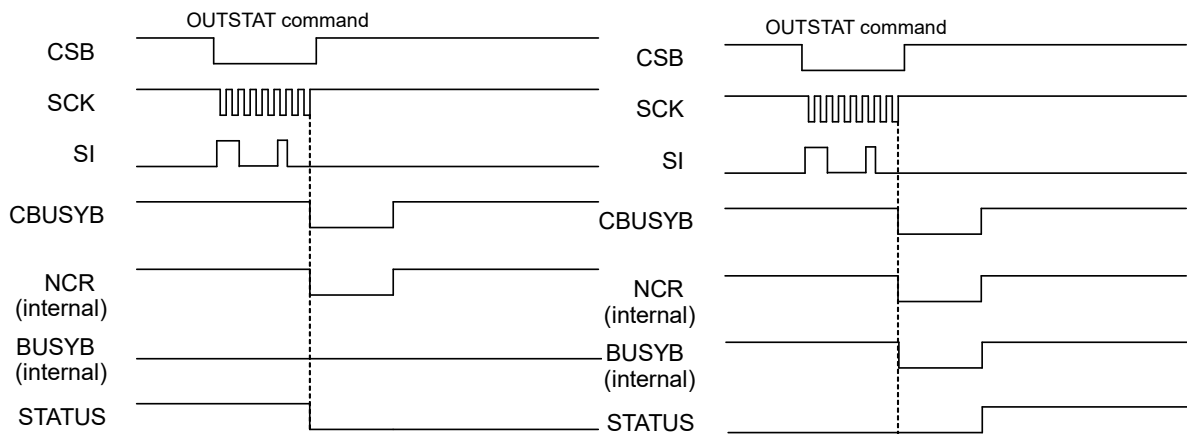 OUTSTAT command
CSB
SCK
SI
CBUSYB
NCR
(internal)
BUSYB
(internal)
STATUS
OUTSTAT command
CSB
SCK
SI
CBUSYB
NCR
(internal)
BUSYB
(internal)
STATUS